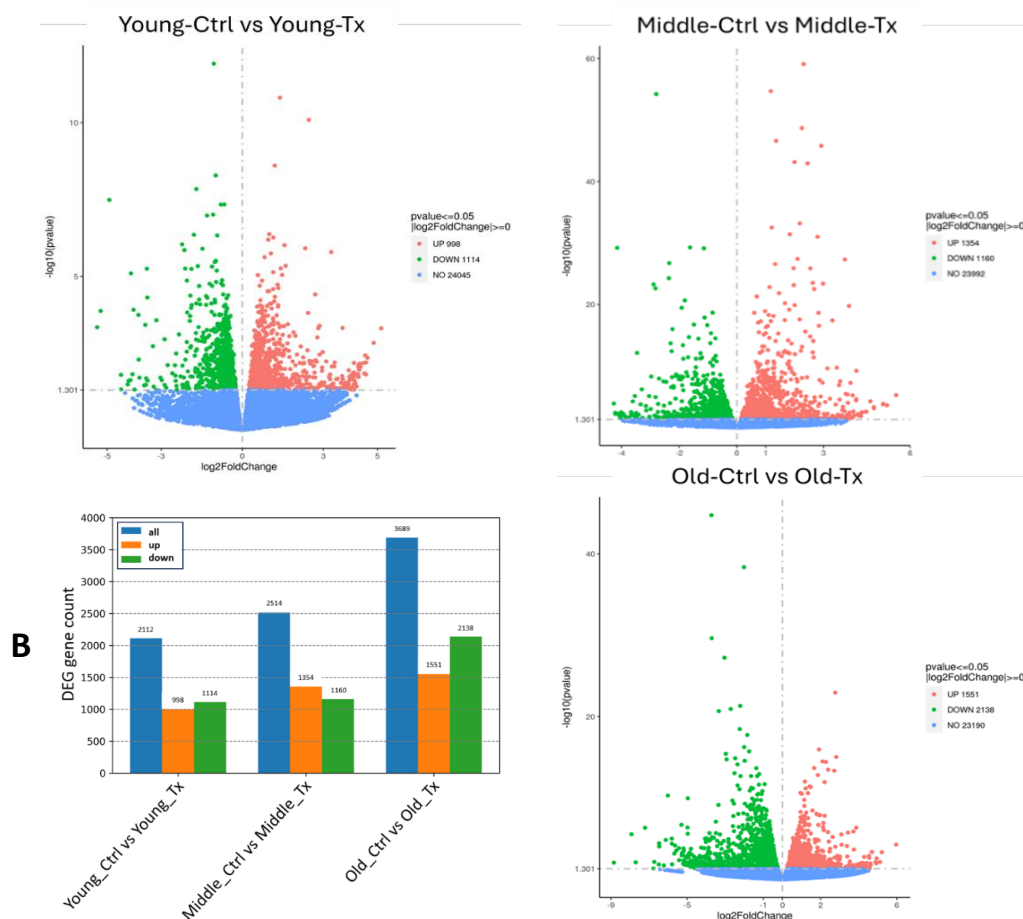 Young-Ctrl vs Young-Tx
-log10(pvalue)
10
5
1.301
-5
-3
0
3
5
log2FoldChange
pvalue<=0.05
|log2FoldChange|>=0
UP 998
DOWN 1114
NO 24045
Middle-Ctrl vs Middle-Tx
-log10(pvalue)
60
40
20
1.301
-4
-2
0
1
3
6
pvalue<=0.05
|log2FoldChange|>=0
UP 1354
DOWN 1160
NO 23992
Old-Ctrl vs Old-Tx
-log10(pvalue)
40
20
1.301
-9
-5
-1
0
2
6
log2FoldChange
pvalue<=0.05
|log2FoldChange|>=0
UP 1551
DOWN 2138
NO 23190
B
DEG gene count
4000
3500
3000
2500
2000
1500
1000
500
0
all
up
down
2112
998
1114
2514
1354
1160
3689
1551
2138
Young_Ctrl vs Young_Tx
Middle_Ctrl vs Middle_Tx
Old_Ctrl vs Old_Tx